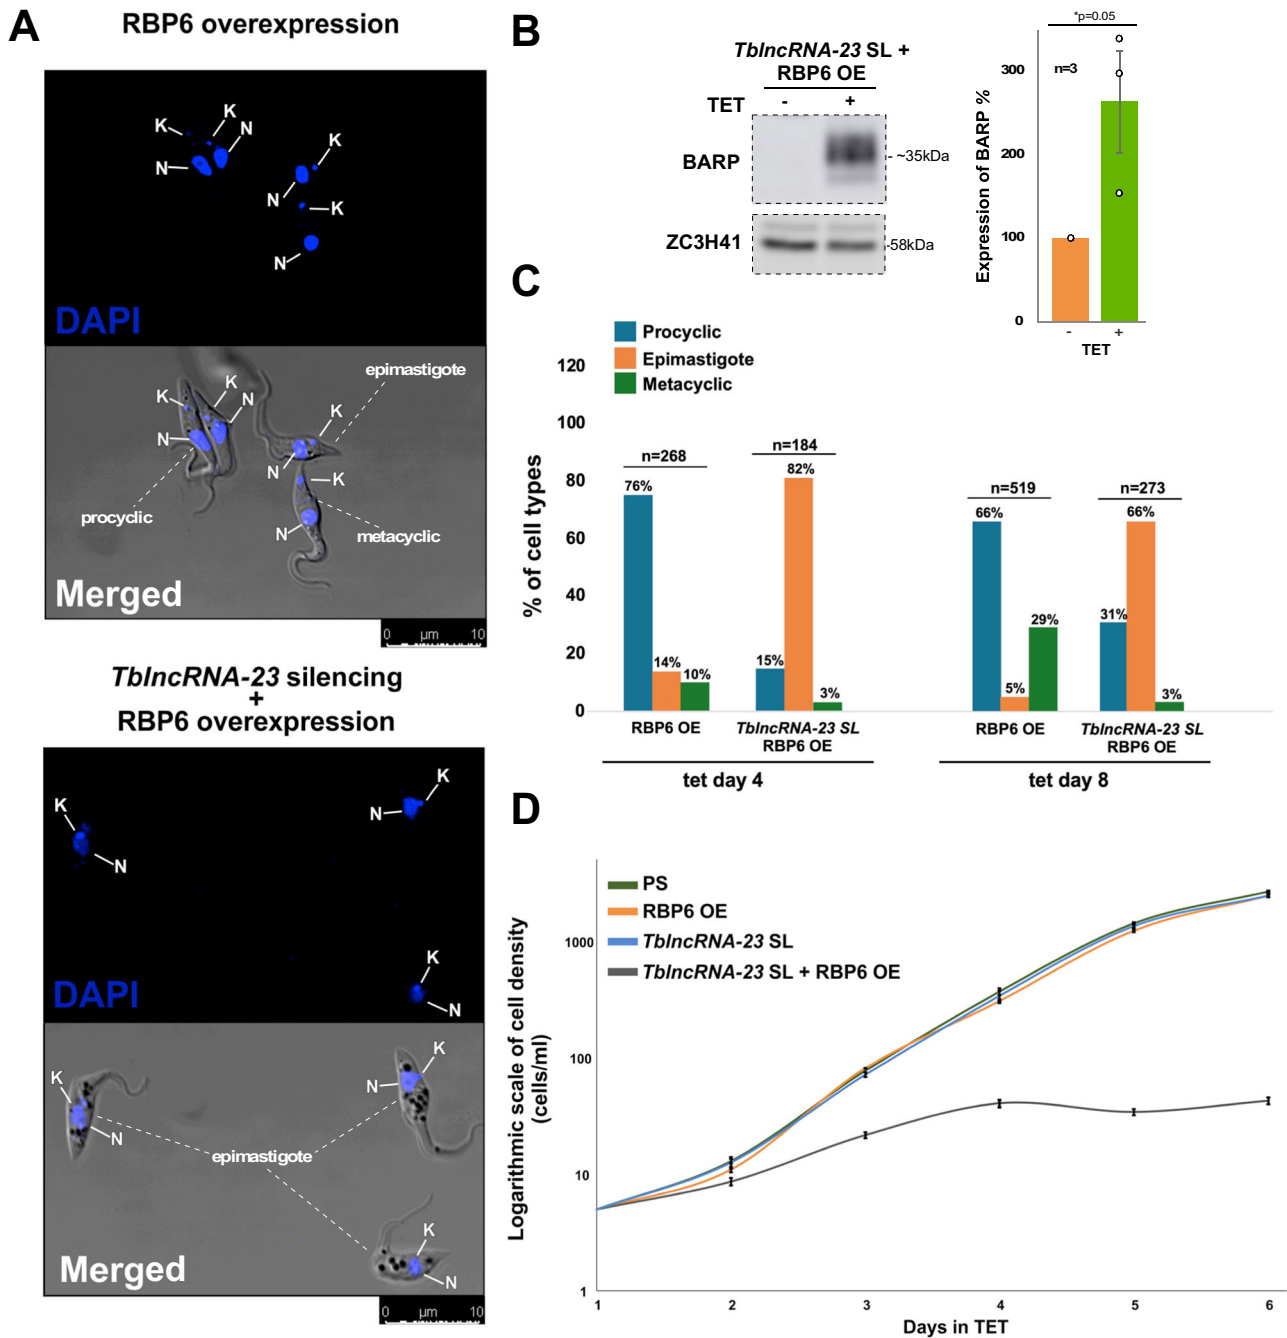 A
RBP6 overexpression
K
K
N
N
K
N
K
N
DAPI
epimastigote
K
K
N
K
N
N
K
procyclic
N
metacyclic
Merged
0 µm 10
TblncRNA-23 silencing
+
RBP6 overexpression
K
K
N
N
K
N
DAPI
K
K
N
N
epimastigote
K
N
Merged
0 µm 10
B
TblncRNA-23 SL +
RBP6 OE
TET - +
BARP
- ~35kDa
ZC3H41
-58kDa
*p=0.05
n=3
Expression of BARP %
300
200
100
0
- +
TET
C
Procyclic
Epimastigote
Metacyclic
% of cell types
120
100
80
60
40
20
0
n=268
76%
14%
10%
n=184
82%
15%
3%
n=519
66%
5%
29%
n=273
66%
31%
3%
RBP6 OE
TblncRNA-23 SL
RBP6 OE
RBP6 OE
TblncRNA-23 SL
RBP6 OE
tet day 4
tet day 8
D
PS
RBP6 OE
TblncRNA-23 SL
TblncRNA-23 SL + RBP6 OE
Logarithmic scale of cell density
(cells/ml)
1000
100
10
1
1 2 3 4 5 6
Days in TET